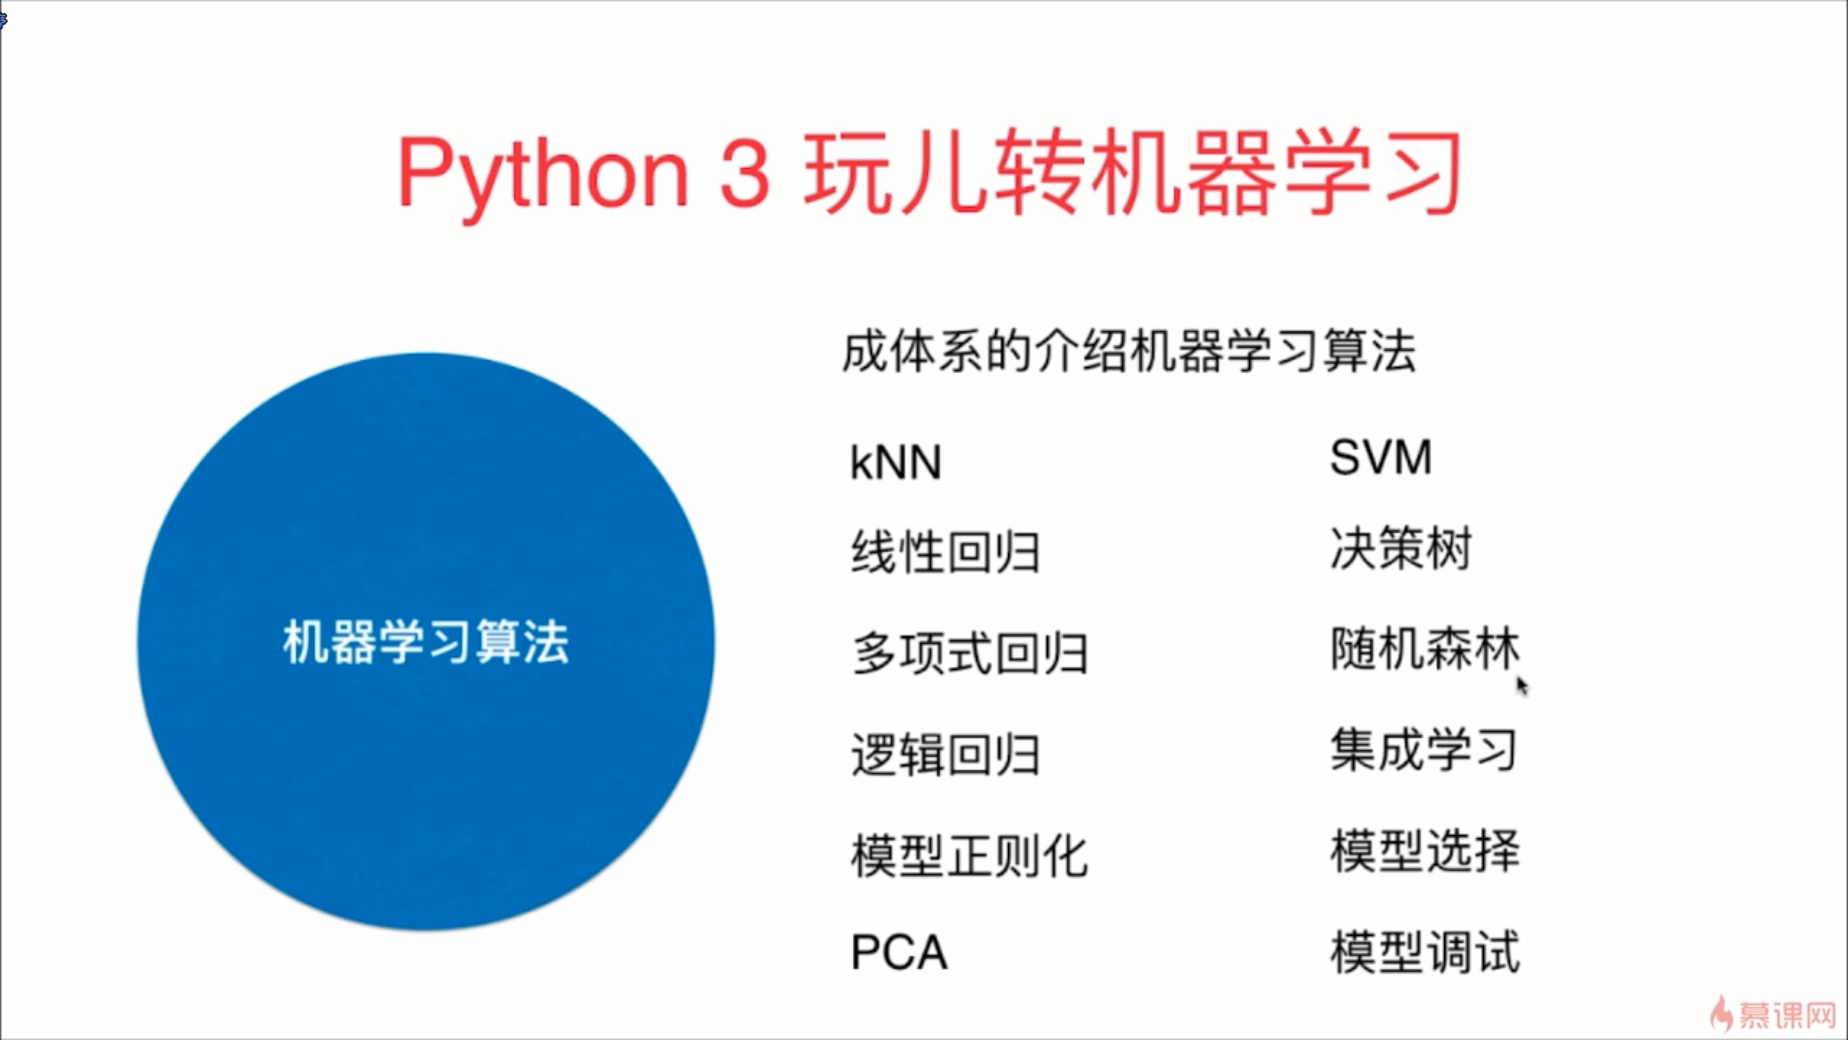 Python 3 玩儿转机器学习
成体系的介绍机器学习算法
机器学习算法
kNN
SVM
线性回归
决策树
多项式回归
随机森林
逻辑回归
集成学习
模型正则化
模型选择
PCA
模型调试
慕课网